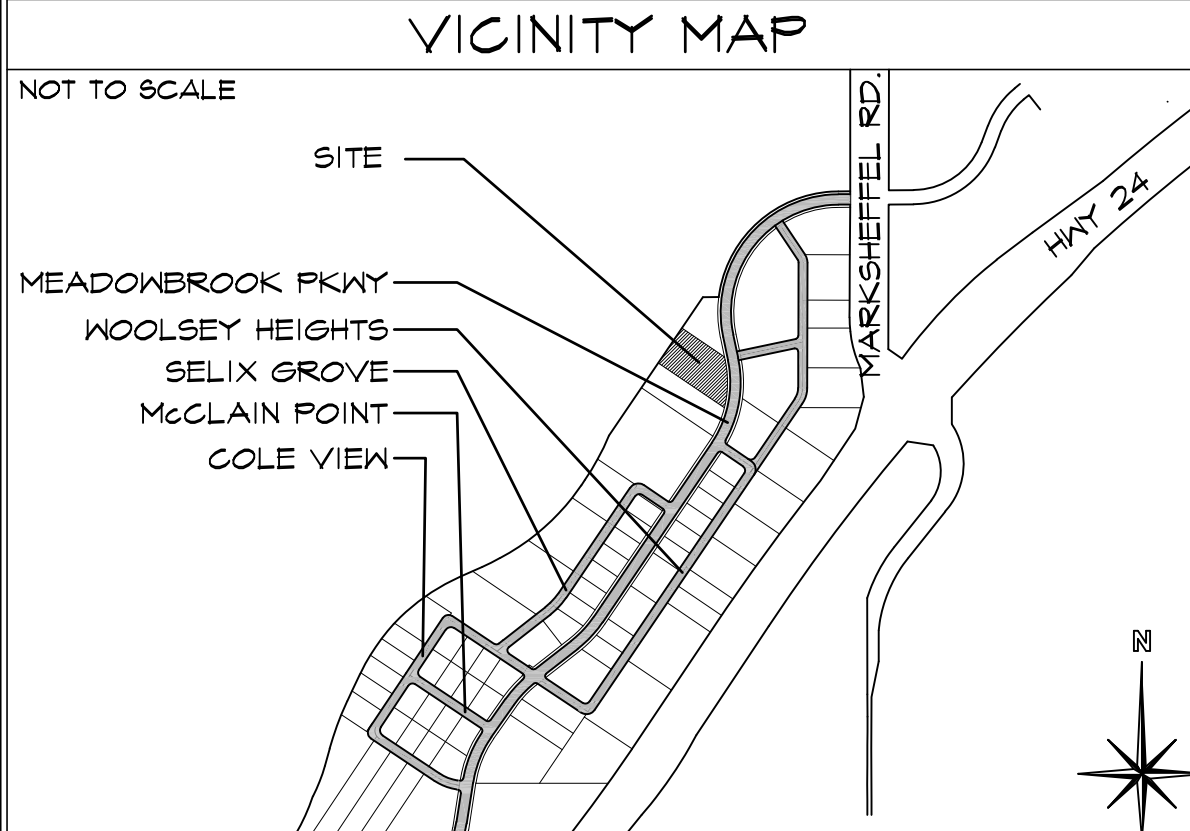 VICINITY MAP
NOT TO SCALE
SITE
MEADOWBROOK PKWY
WOOLSEY HEIGHTS
SELIX GROVE
McCLAIN POINT
COLE VIEW
MARKSHEFFEL RD.
HWY 24
N